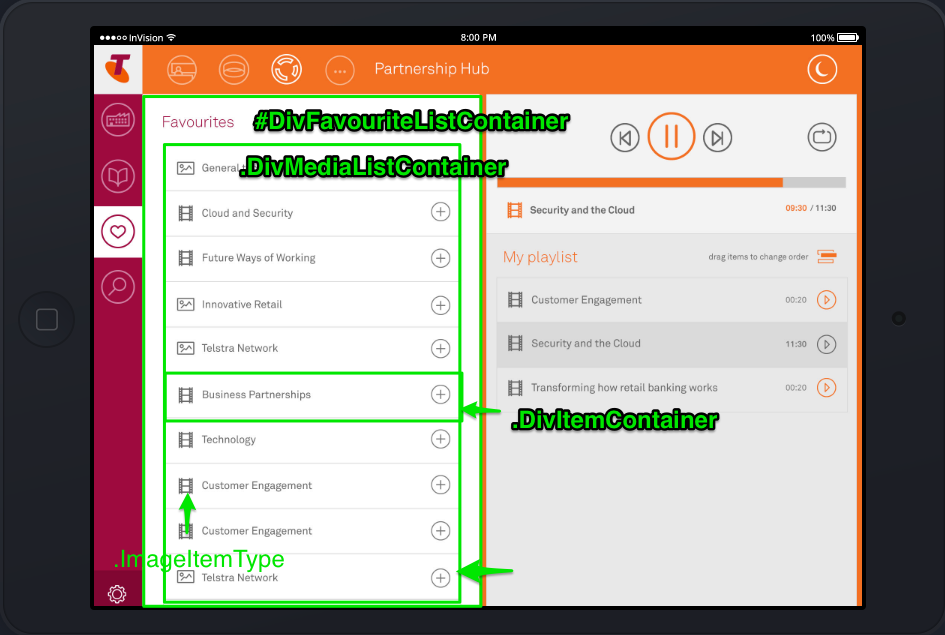 InVision
8:00 PM
100%
T
Partnership Hub
Favourites
#DivFavouriteListContainer
General
.DivMediaListContainer
Cloud and Security
Future Ways of Working
Innovative Retail
Telstra Network
Business Partnerships
Technology
Customer Engagement
Customer Engagement
.ImageItemType
Telstra Network
Security and the Cloud
09:30 / 11:30
My playlist
drag items to change order
Customer Engagement
00:20
Security and the Cloud
11:30
Transforming how retail banking works
00:20
.DivItemContainer